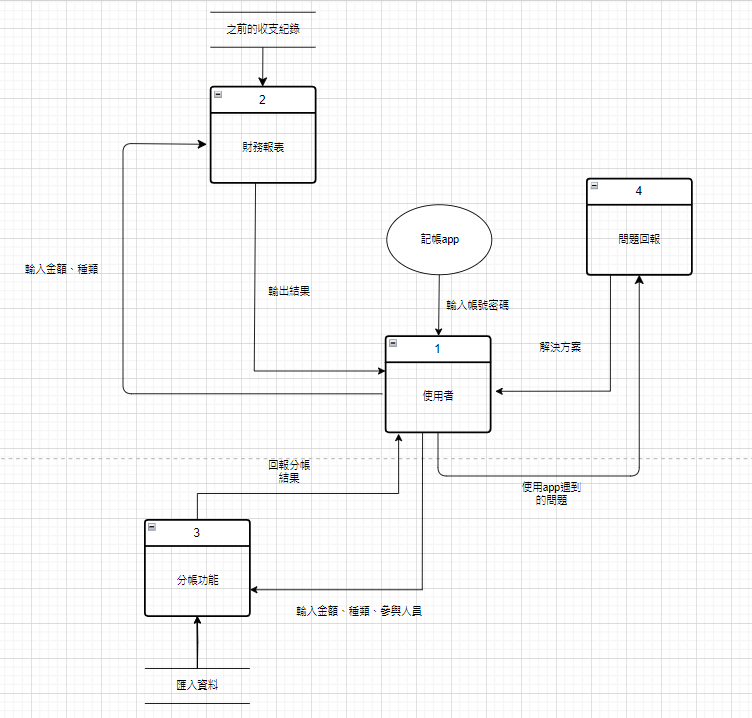 之前的收支紀錄
2
財務報表
4
問題回報
記帳app
輸入金額、種類
輸出結果
輸入帳號密碼
解決方案
1
使用者
回報分帳
結果
使用app遇到
的問題
3
分帳功能
輸入金額、種類、參與人員
匯入資料